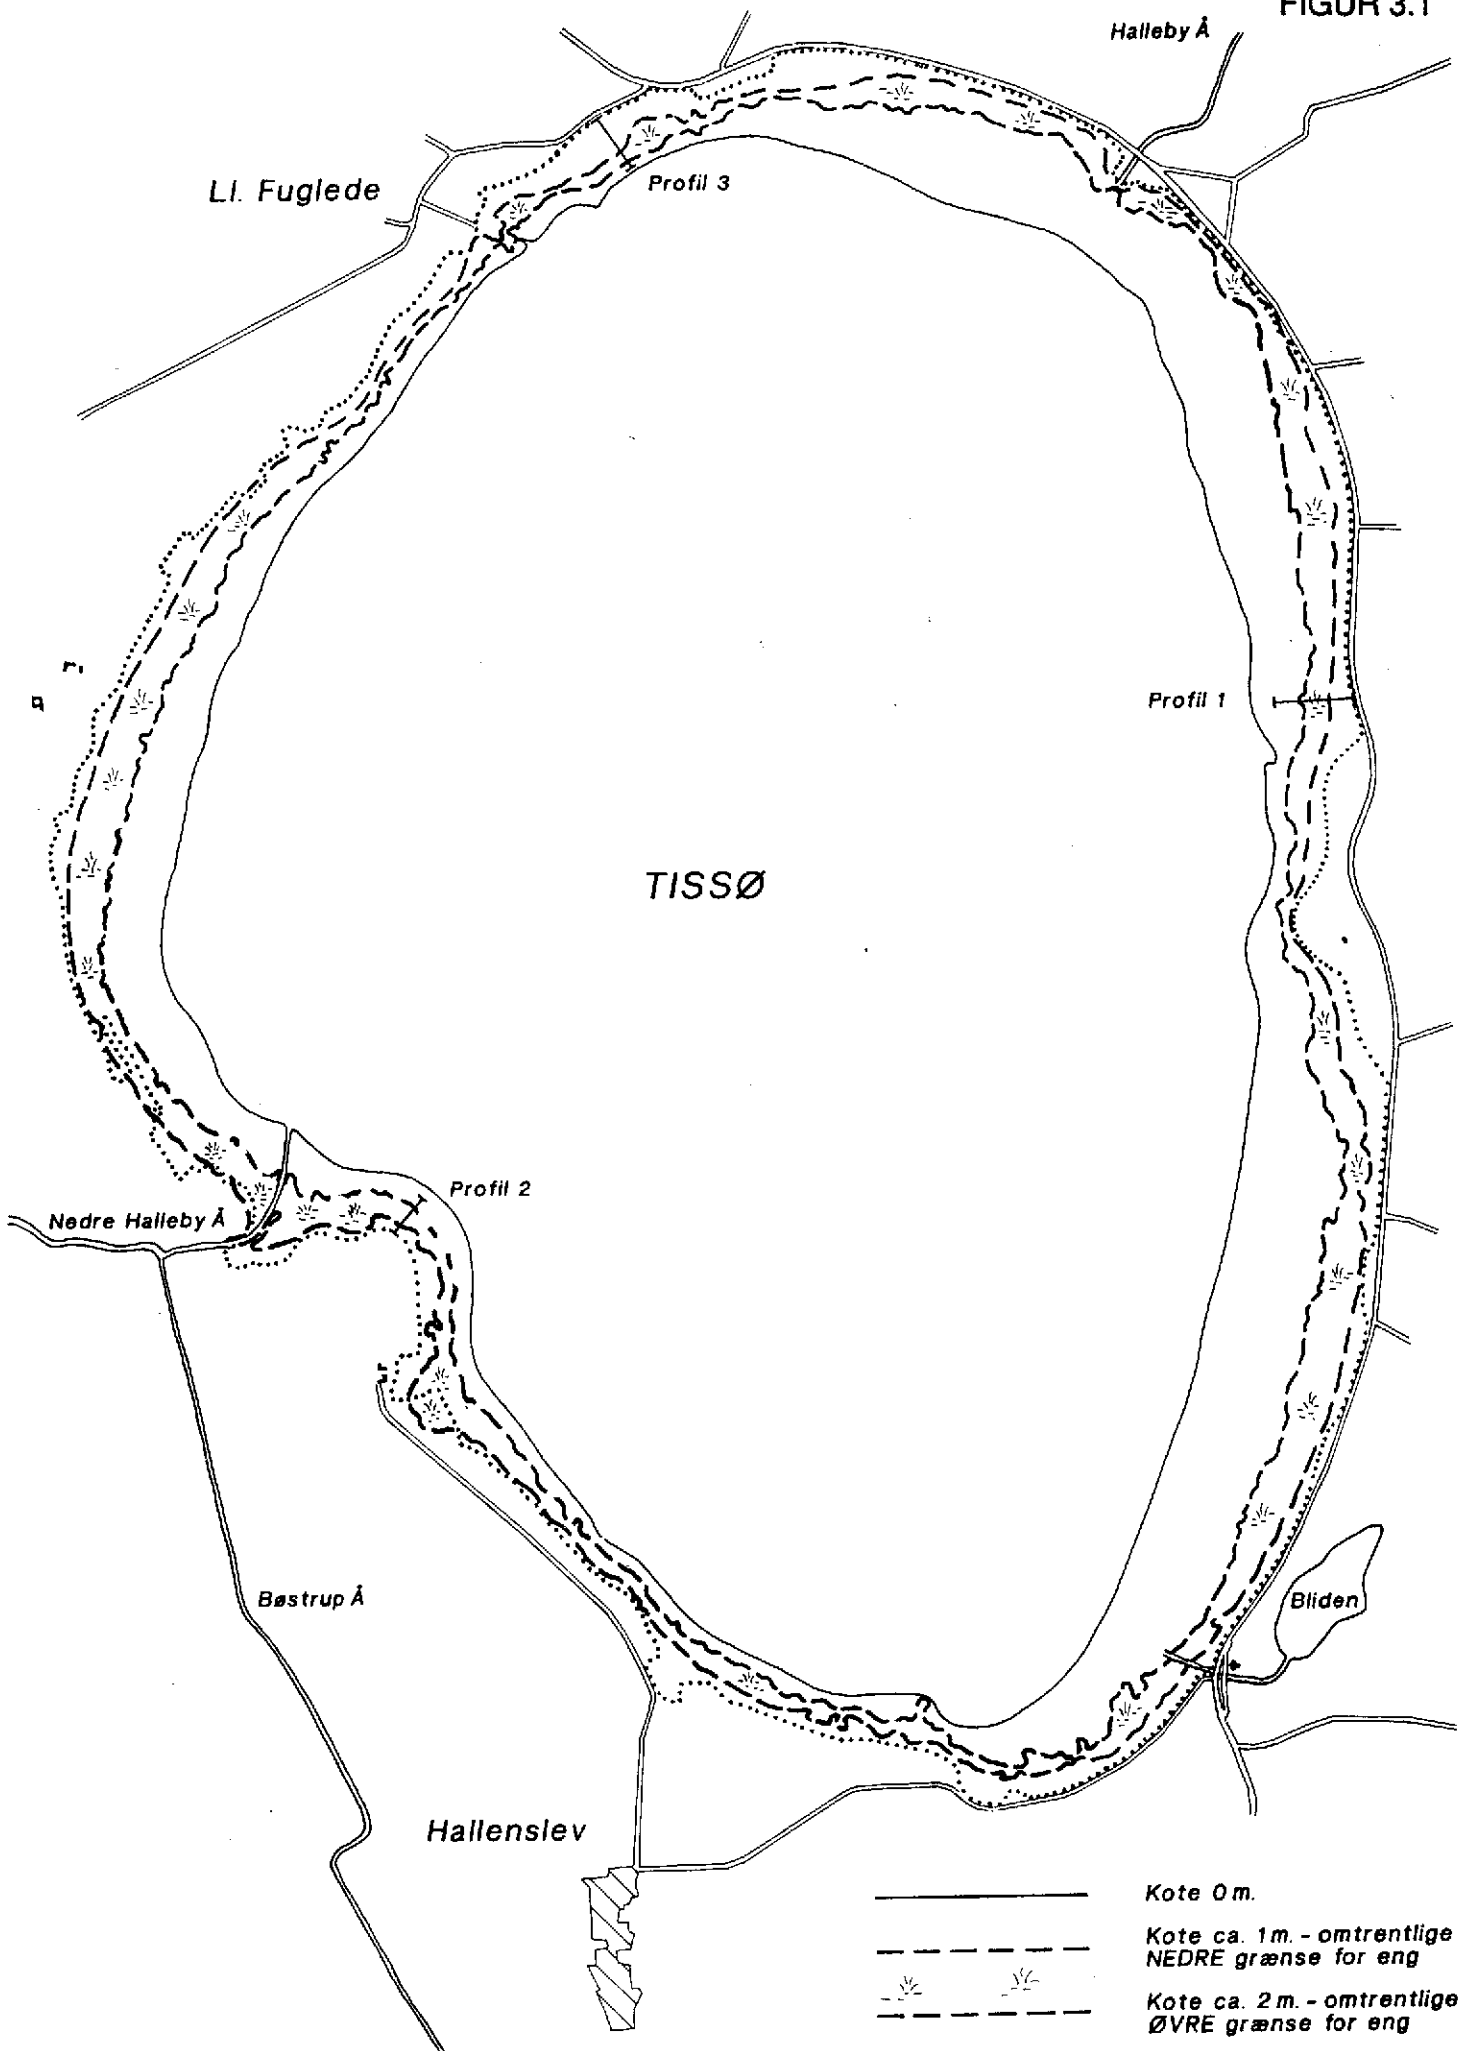 FIGUR 3.1
Halleby Å
Ll. Fuglede
Profil 3
Profil 1
TISSØ
Profil 2
Nedre Halleby Å
Bøstrup Å
Bliden
Hallenslev
Kote 0 m.
Kote ca. 1 m. - omtrentlige
NEDRE grænse for eng
Kote ca. 2 m. - omtrentlige
ØVRE grænse for eng